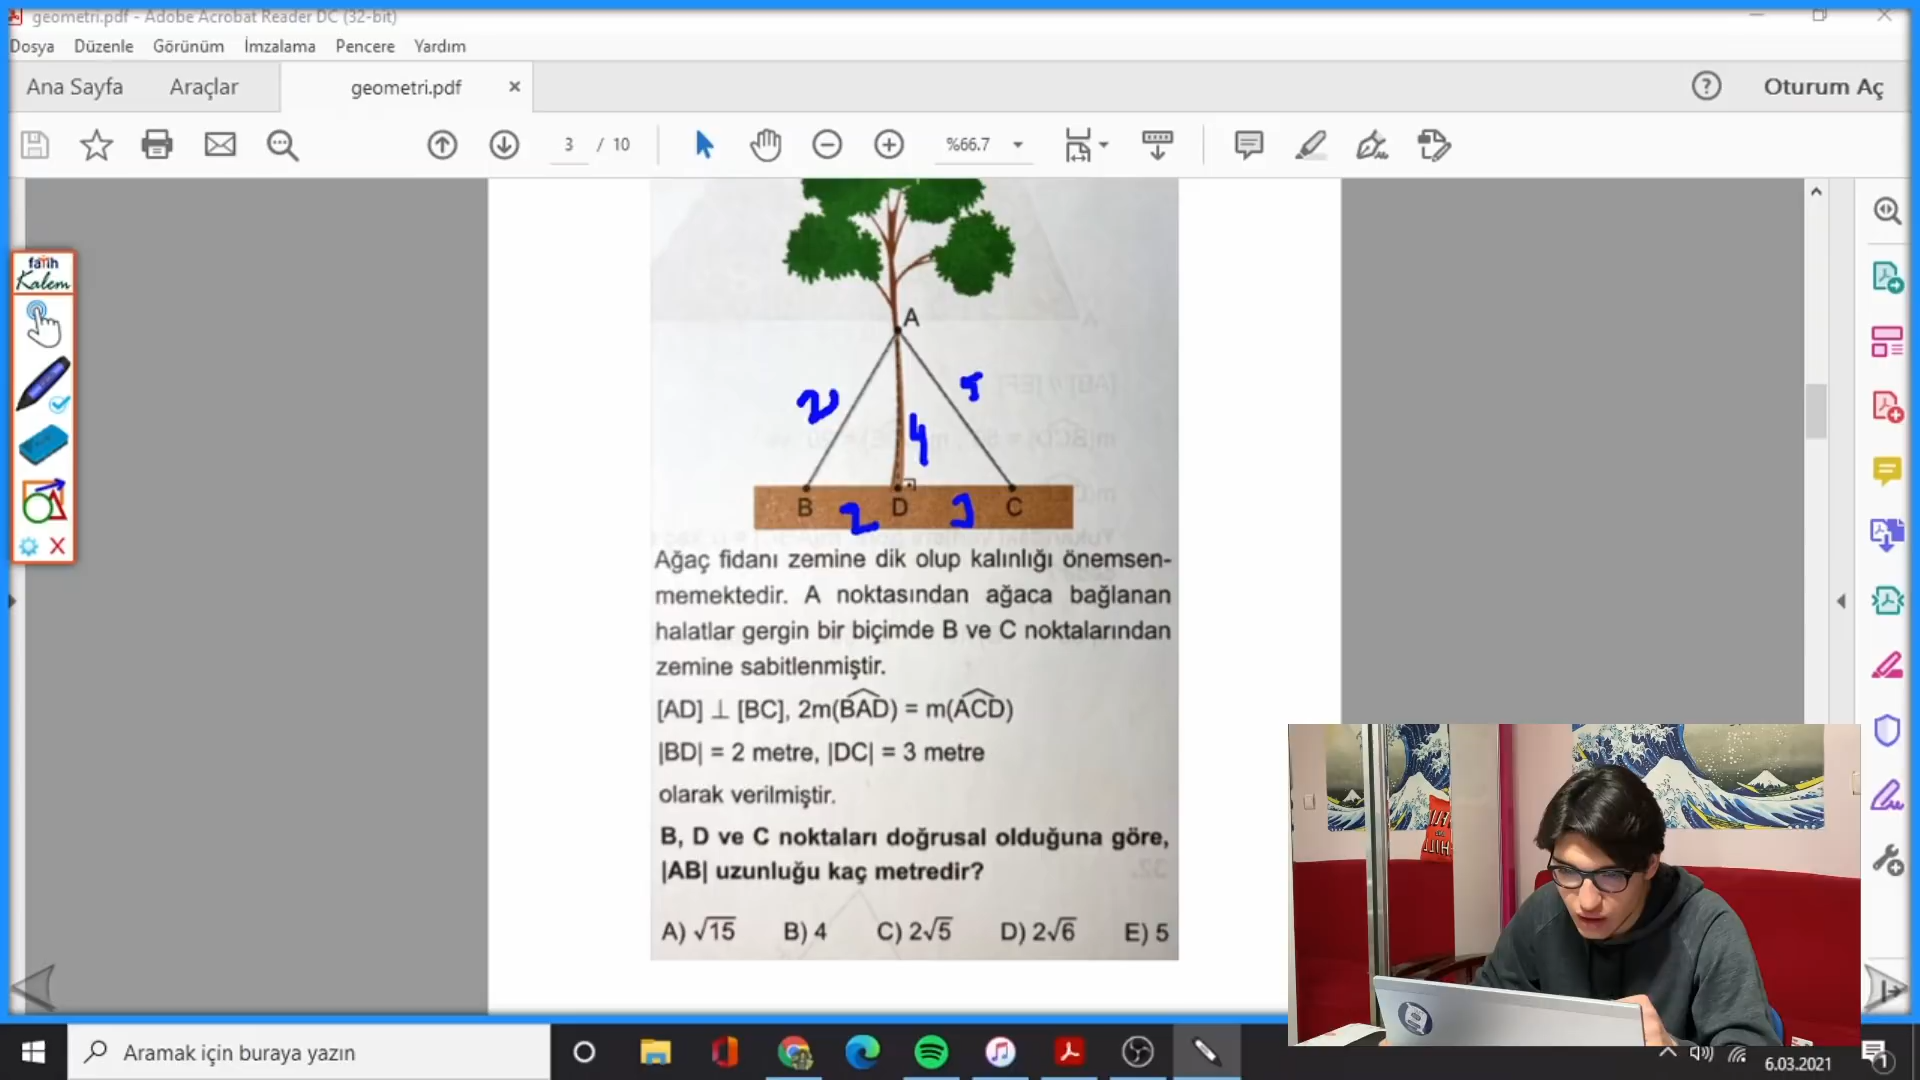 geometri.pdf - Adobe Acrobat Reader DC (32-bit)
Dosya Düzenle Görünüm İmzalama Pencere Yardım
Ana Sayfa Araçlar geometri.pdf Oturum Aç
3 / 10 %66.7
fatih
Kalem
A
5
4
B 2 D 3 C
Ağaç fidanı zemine dik olup kalınlığı önemsen-
memektedir. A noktasından ağaca bağlanan
halatlar gergin bir biçimde B ve C noktalarından
zemine sabitlenmiştir.
[AD] ⊥ [BC], 2m(BAD) = m(ACD)
|BD| = 2 metre, |DC| = 3 metre
olarak verilmiştir.
B, D ve C noktaları doğrusal olduğuna göre,
|AB| uzunluğu kaç metredir?
A) √15 B) 4 C) 2√5 D) 2√6 E) 5
Aramak için buraya yazın
6.03.2021
1